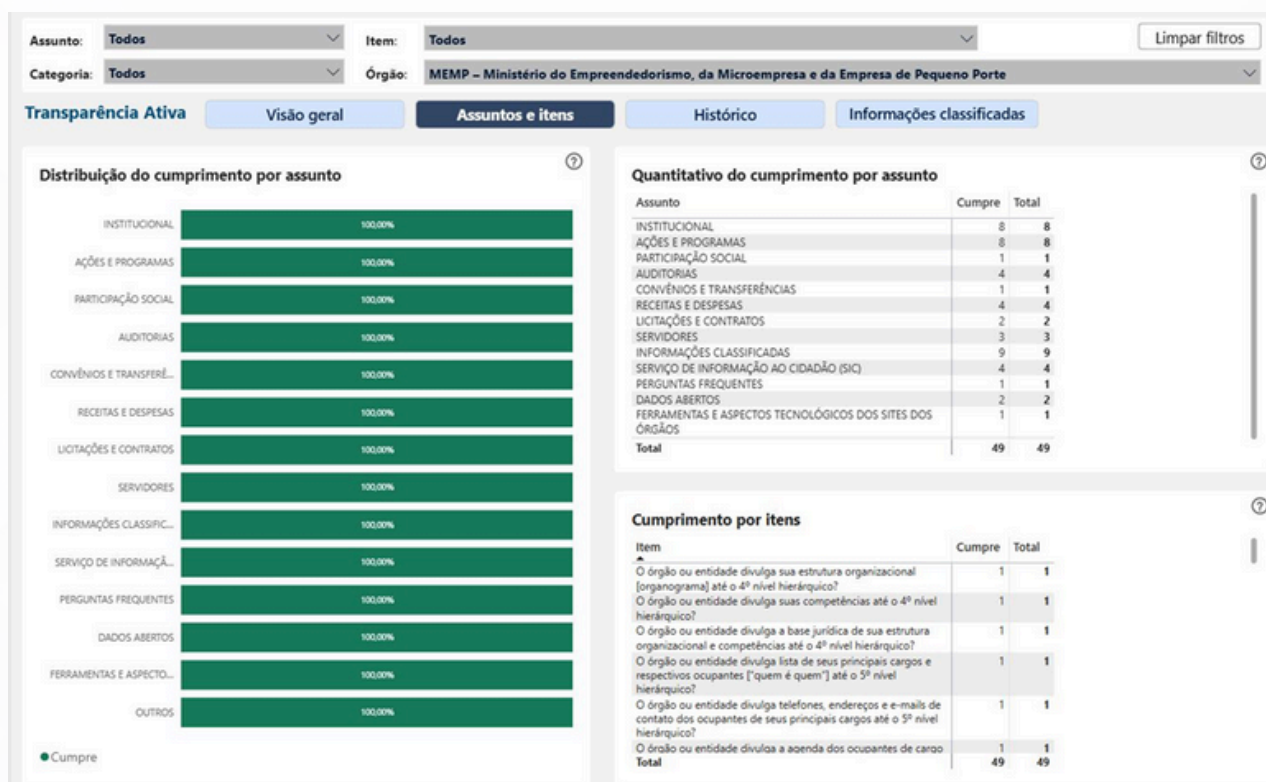 Assunto: Todos Item: Todos Limpar filtros
Categoria: Todos Órgão: MEMP – Ministério do Empreendedorismo, da Microempresa e da Empresa de Pequeno Porte
Transparência Ativa Visão geral Assuntos e itens Histórico Informações classificadas
Distribuição do cumprimento por assunto
INSTITUCIONAL 100,00%
AÇÕES E PROGRAMAS 100,00%
PARTICIPAÇÃO SOCIAL 100,00%
AUDITORIAS 100,00%
CONVÊNIOS E TRANSFERÊ... 100,00%
RECEITAS E DESPESAS 100,00%
LICITAÇÕES E CONTRATOS 100,00%
SERVIDORES 100,00%
INFORMAÇÕES CLASSIFIC... 100,00%
SERVIÇO DE INFORMAÇÃ... 100,00%
PERGUNTAS FREQUENTES 100,00%
DADOS ABERTOS 100,00%
FERRAMENTAS E ASPECTO... 100,00%
OUTROS 100,00%
Cumpre
Quantitativo do cumprimento por assunto
Assunto Cumpre Total
INSTITUCIONAL 8 8
AÇÕES E PROGRAMAS 8 8
PARTICIPAÇÃO SOCIAL 1 1
AUDITORIAS 4 4
CONVÊNIOS E TRANSFERÊNCIAS 1 1
RECEITAS E DESPESAS 4 4
LICITAÇÕES E CONTRATOS 2 2
SERVIDORES 3 3
INFORMAÇÕES CLASSIFICADAS 9 9
SERVIÇO DE INFORMAÇÃO AO CIDADÃO (SIC) 4 4
PERGUNTAS FREQUENTES 1 1
DADOS ABERTOS 2 2
FERRAMENTAS E ASPECTOS TECNOLÓGICOS DOS SITES DOS 1 1
ÓRGÃOS
Total 49 49
Cumprimento por itens
Item Cumpre Total
O órgão ou entidade divulga sua estrutura organizacional 1 1
[organograma] até o 4º nível hierárquico?
O órgão ou entidade divulga suas competências até o 4º nível 1 1
hierárquico?
O órgão ou entidade divulga a base jurídica de sua estrutura 1 1
organizacional e competências até o 4º nível hierárquico?
O órgão ou entidade divulga lista de seus principais cargos e 1 1
respectivos ocupantes ["quem é quem"] até o 5º nível
hierárquico?
O órgão ou entidade divulga telefones, endereços e e-mails de 1 1
contato dos ocupantes de seus principais cargos até o 5º nível
hierárquico?
O órgão ou entidade divulga a agenda dos ocupantes de cargo 1 1
Total 49 49